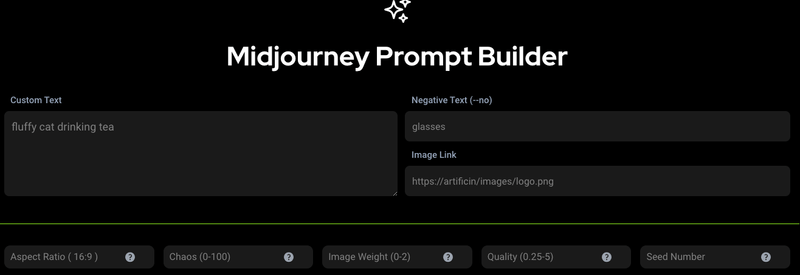 Midjourney Prompt Builder
Custom Text
fluffy cat drinking tea
Negative Text (--no)
glasses
Image Link
https://artificin/images/logo.png
Aspect Ratio ( 16:9 ) ?
Chaos (0-100) ?
Image Weight (0-2) ?
Quality (0.25-5) ?
Seed Number ?